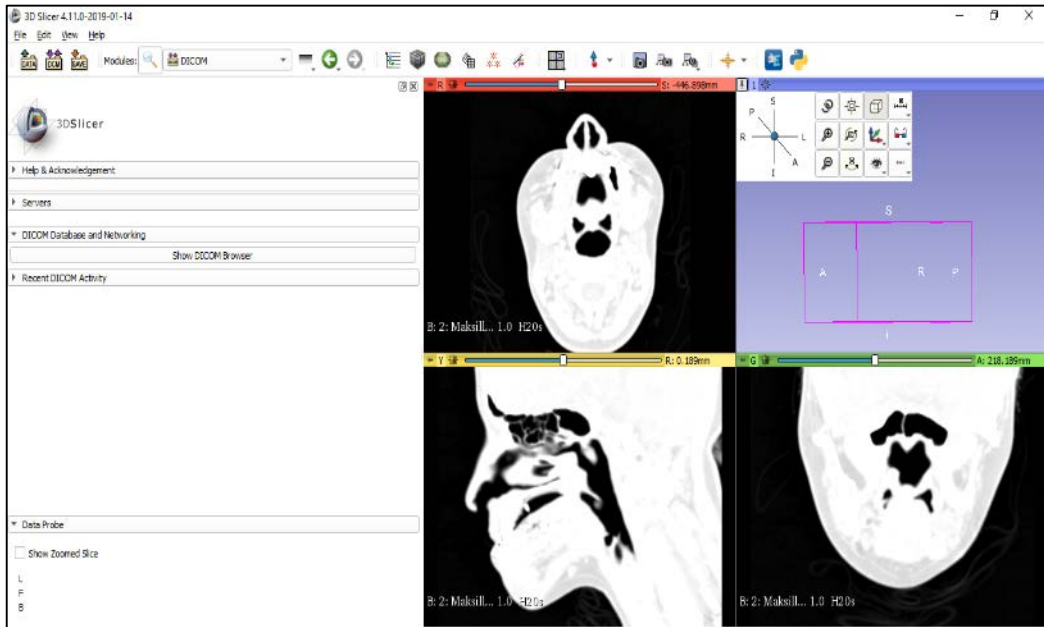 3D Slicer 4.11.0-2019-01-14
File Edit View Help
DATA DCM SAVE Modules: DICOM
3DSlicer
Help & Acknowledgement
Servers
DICOM Database and Networking
Show DICOM Browser
Recent DICOM Activity
Data Probe
Show Zoomed Slice
L
F
B
R S: -446.898mm
B: 2: Maksill... 1.0 H20s
1
S
P
R L
A
I
S
A R P
I
Y R: 0.189mm
B: 2: Maksill... 1.0 H20s
G A: 218.189mm
B: 2: Maksill... 1.0 H20s